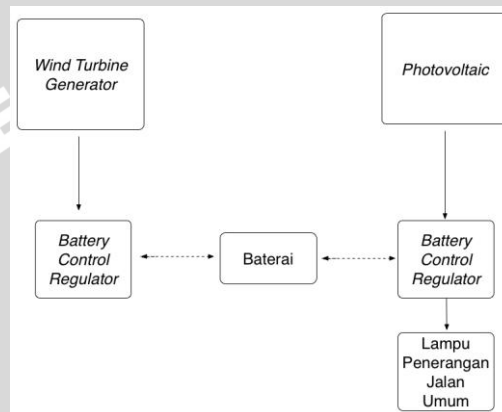 Wind Turbine
Generator
Photovoltaic
Battery
Control
Regulator
Baterai
Battery
Control
Regulator
Lampu
Penerangan
Jalan
Umum